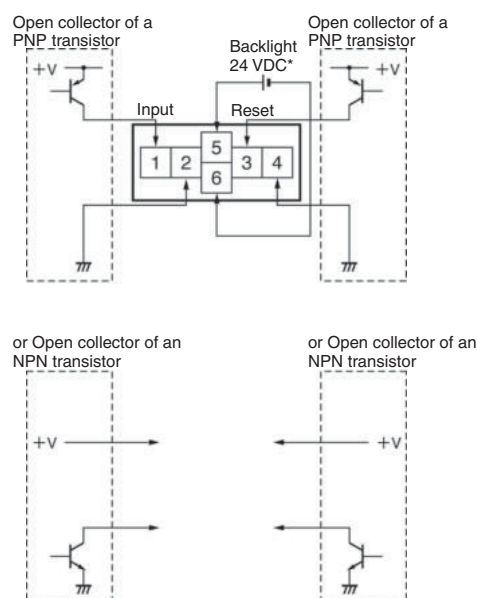 Open collector of a
PNP transistor
Open collector of a
PNP transistor
Backlight
24 VDC*
+V
+V
Input
Reset
5
1 2 3 4
6
or Open collector of an
NPN transistor
or Open collector of an
NPN transistor
+V
+V